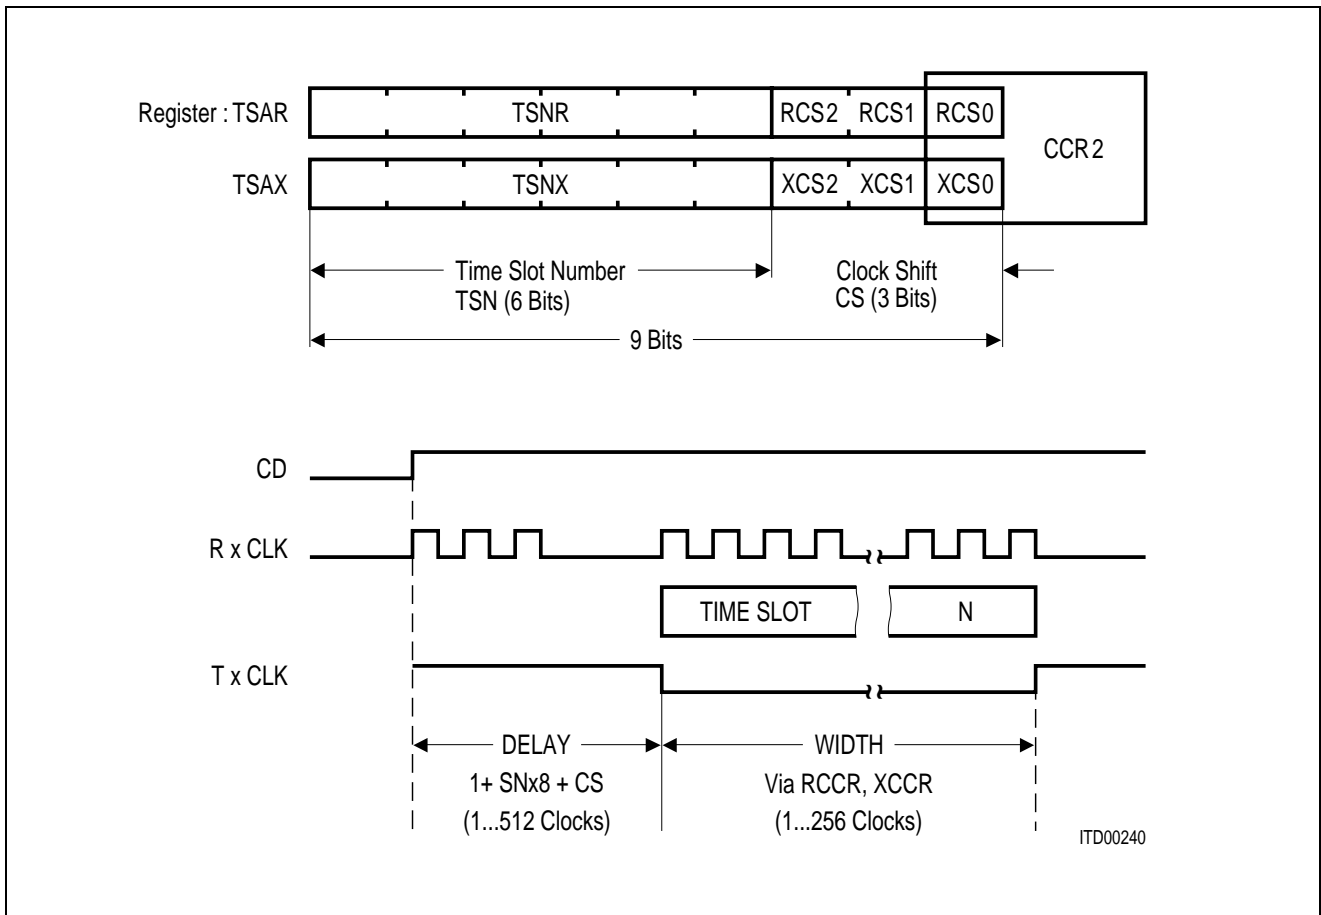 Register : TSAR TSNR RCS2 RCS1 RCS0
CCR2
TSAX TSNX XCS2 XCS1 XCS0
Time Slot Number
TSN (6 Bits)
Clock Shift
CS (3 Bits)
9 Bits
CD
R x CLK
TIME SLOT N
T x CLK
DELAY
1+ SNx8 + CS
(1...512 Clocks)
WIDTH
Via RCCR, XCCR
(1...256 Clocks)
ITD00240